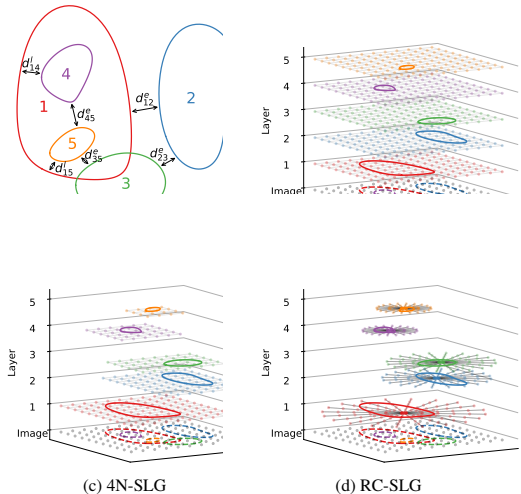 d^i_14
4
1
d^e_45
d^e_12
2
5
d^e_35
d^i_15
d^e_23
3
5
4
3
2
1
Image
Layer
5
4
3
2
1
Image
Layer
5
4
3
2
1
Image
Layer
(c) 4N-SLG
(d) RC-SLG